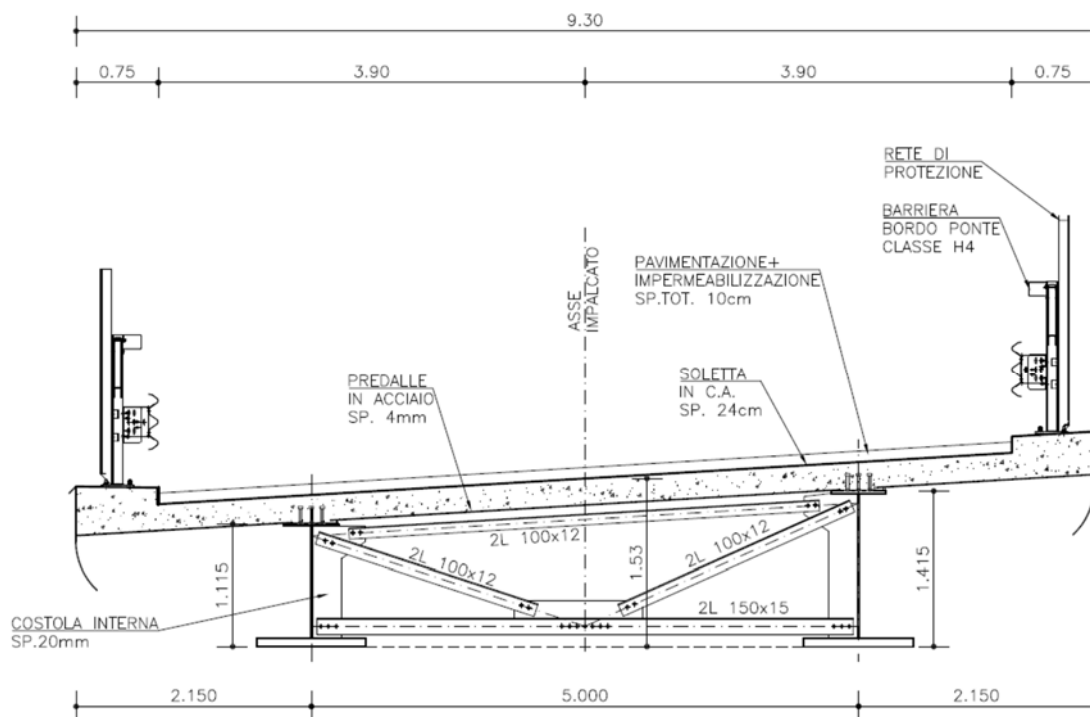 9.30
0.75
3.90
3.90
0.75
RETE DI
PROTEZIONE
BARRIERA
BORDO PONTE
CLASSE H4
ASSE
IMPALCATO
PAVIMENTAZIONE+
IMPERMEABILIZZAZIONE
SP.TOT. 10cm
PREDALLE
IN ACCIAIO
SP. 4mm
SOLETTA
IN C.A.
SP. 24cm
2L 100x12
2L 100x12
2L 100x12
1.115
1.53
1.415
2L 150x15
COSTOLA INTERNA
SP.20mm
2.150
5.000
2.150